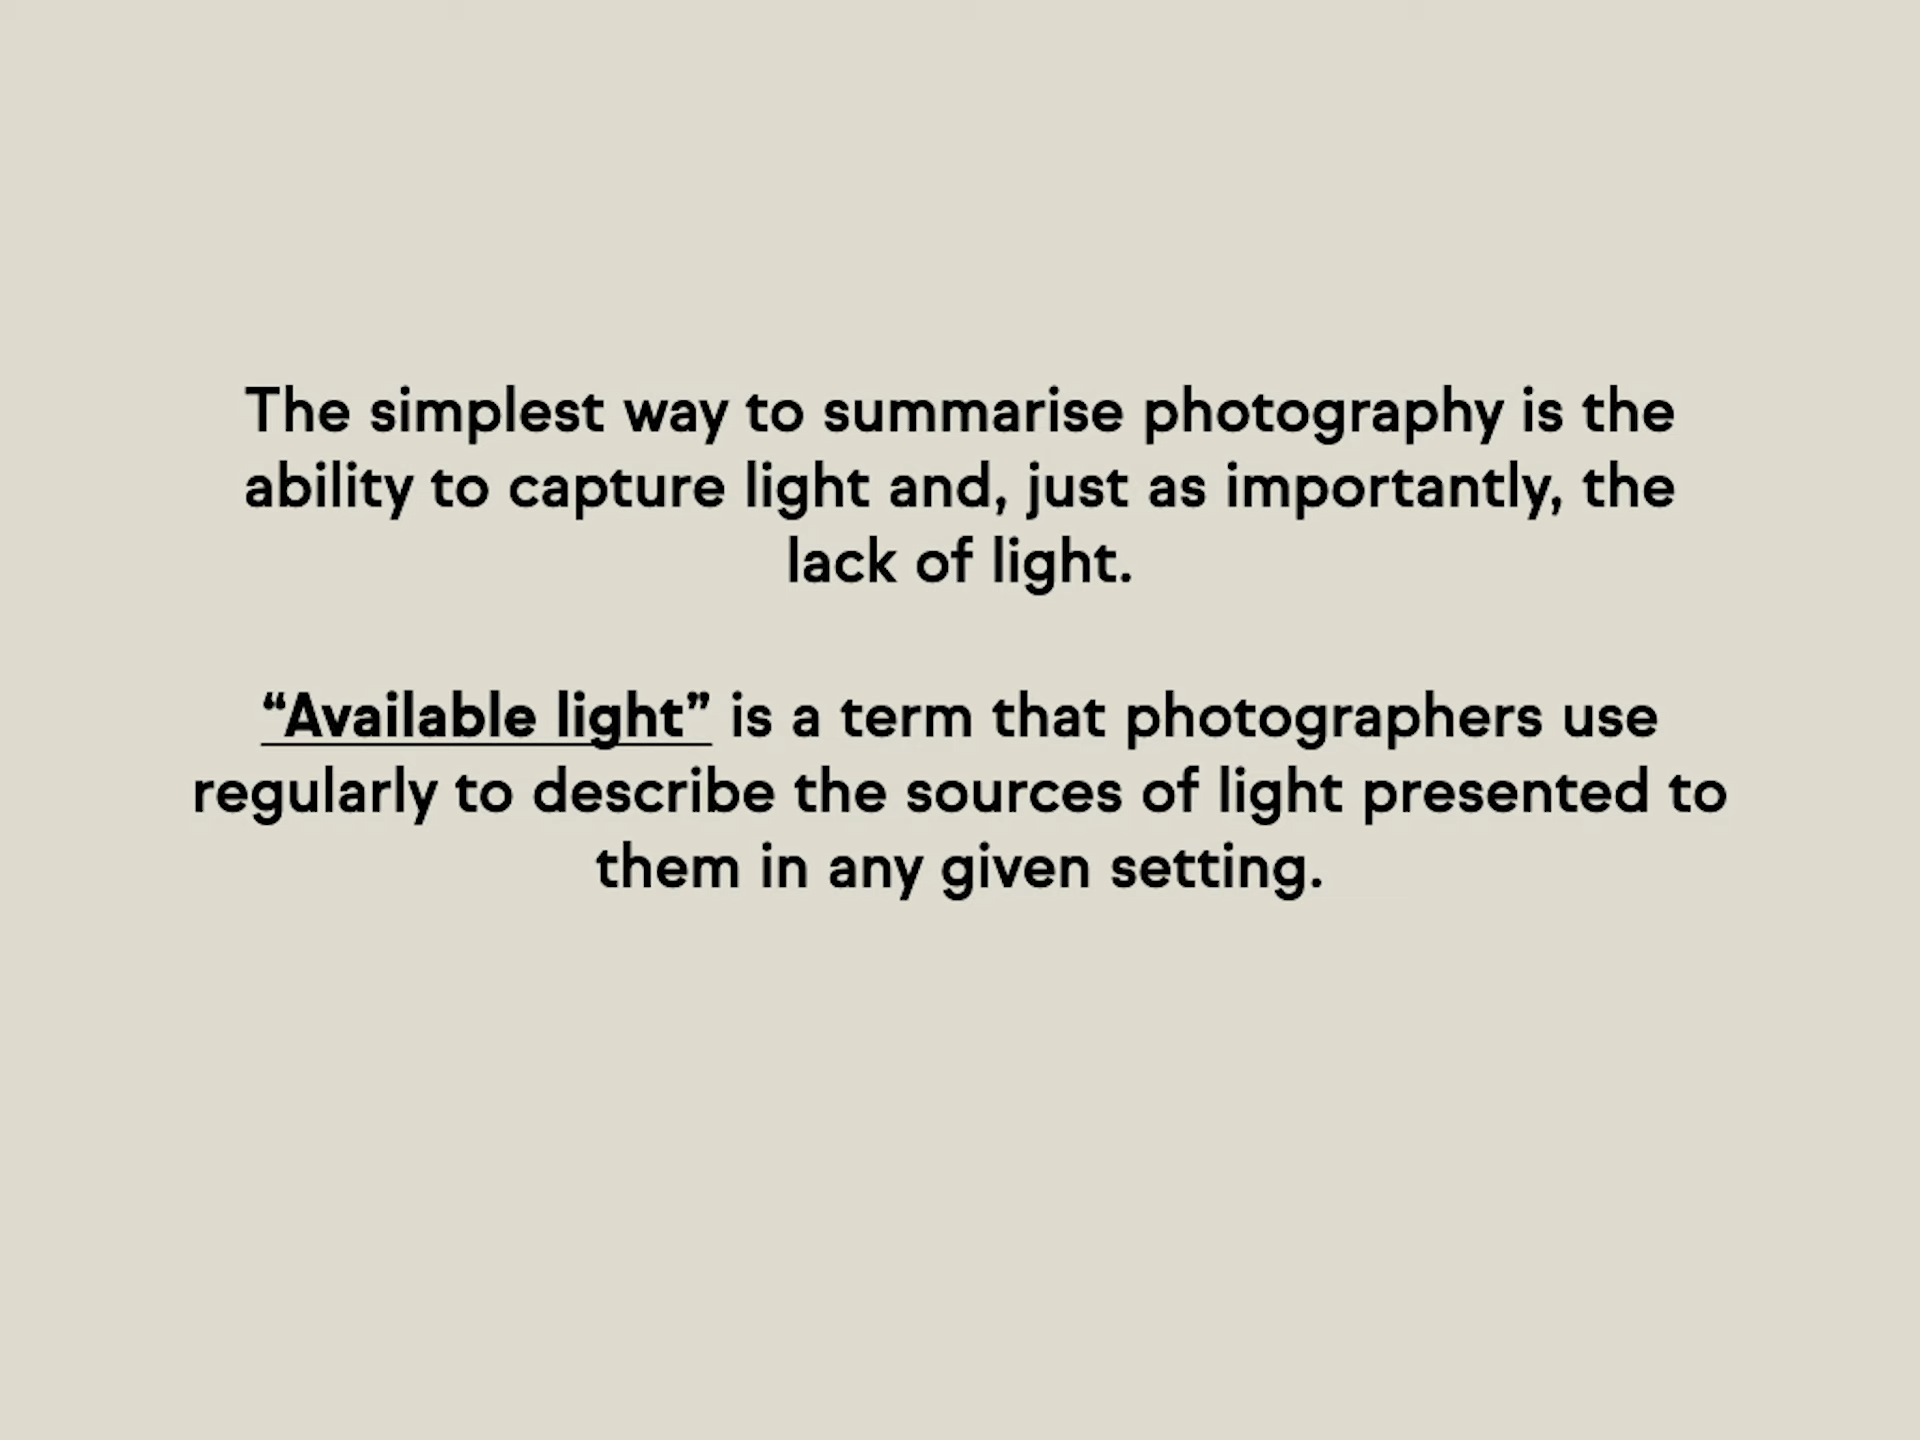 The simplest way to summarise photography is the
ability to capture light and, just as importantly, the
lack of light.
“Available light” is a term that photographers use
regularly to describe the sources of light presented to
them in any given setting.